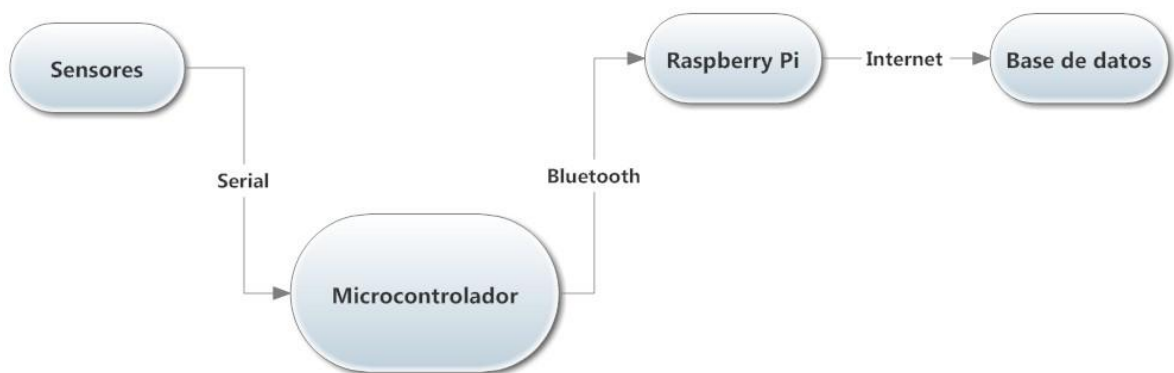 Sensores
Serial
Microcontrolador
Bluetooth
Raspberry Pi
Internet
Base de datos